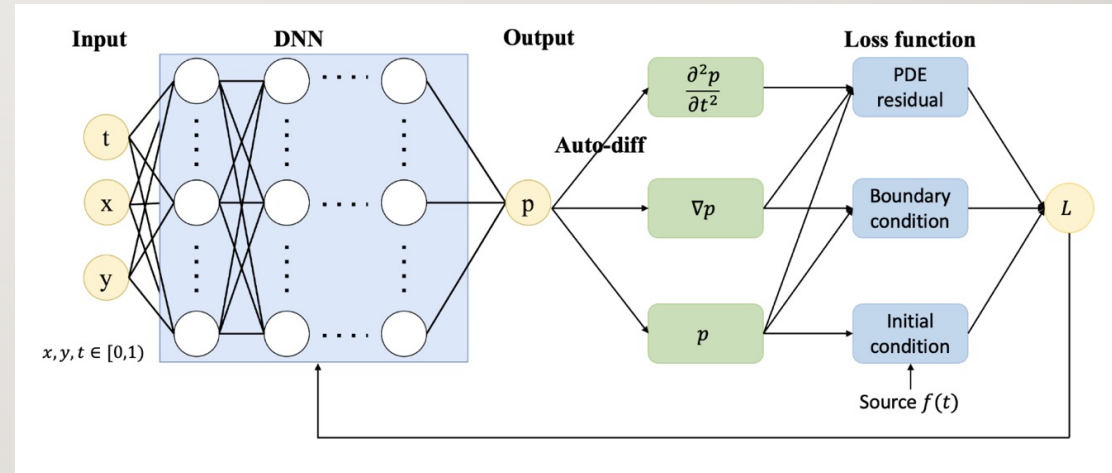 Input
DNN
Output
Loss function
t
x
y
x, y, t ∈ [0,1)
p
Auto-diff
∂²p
∂t²
∇p
p
PDE
residual
Boundary
condition
Initial
condition
Source f(t)
L